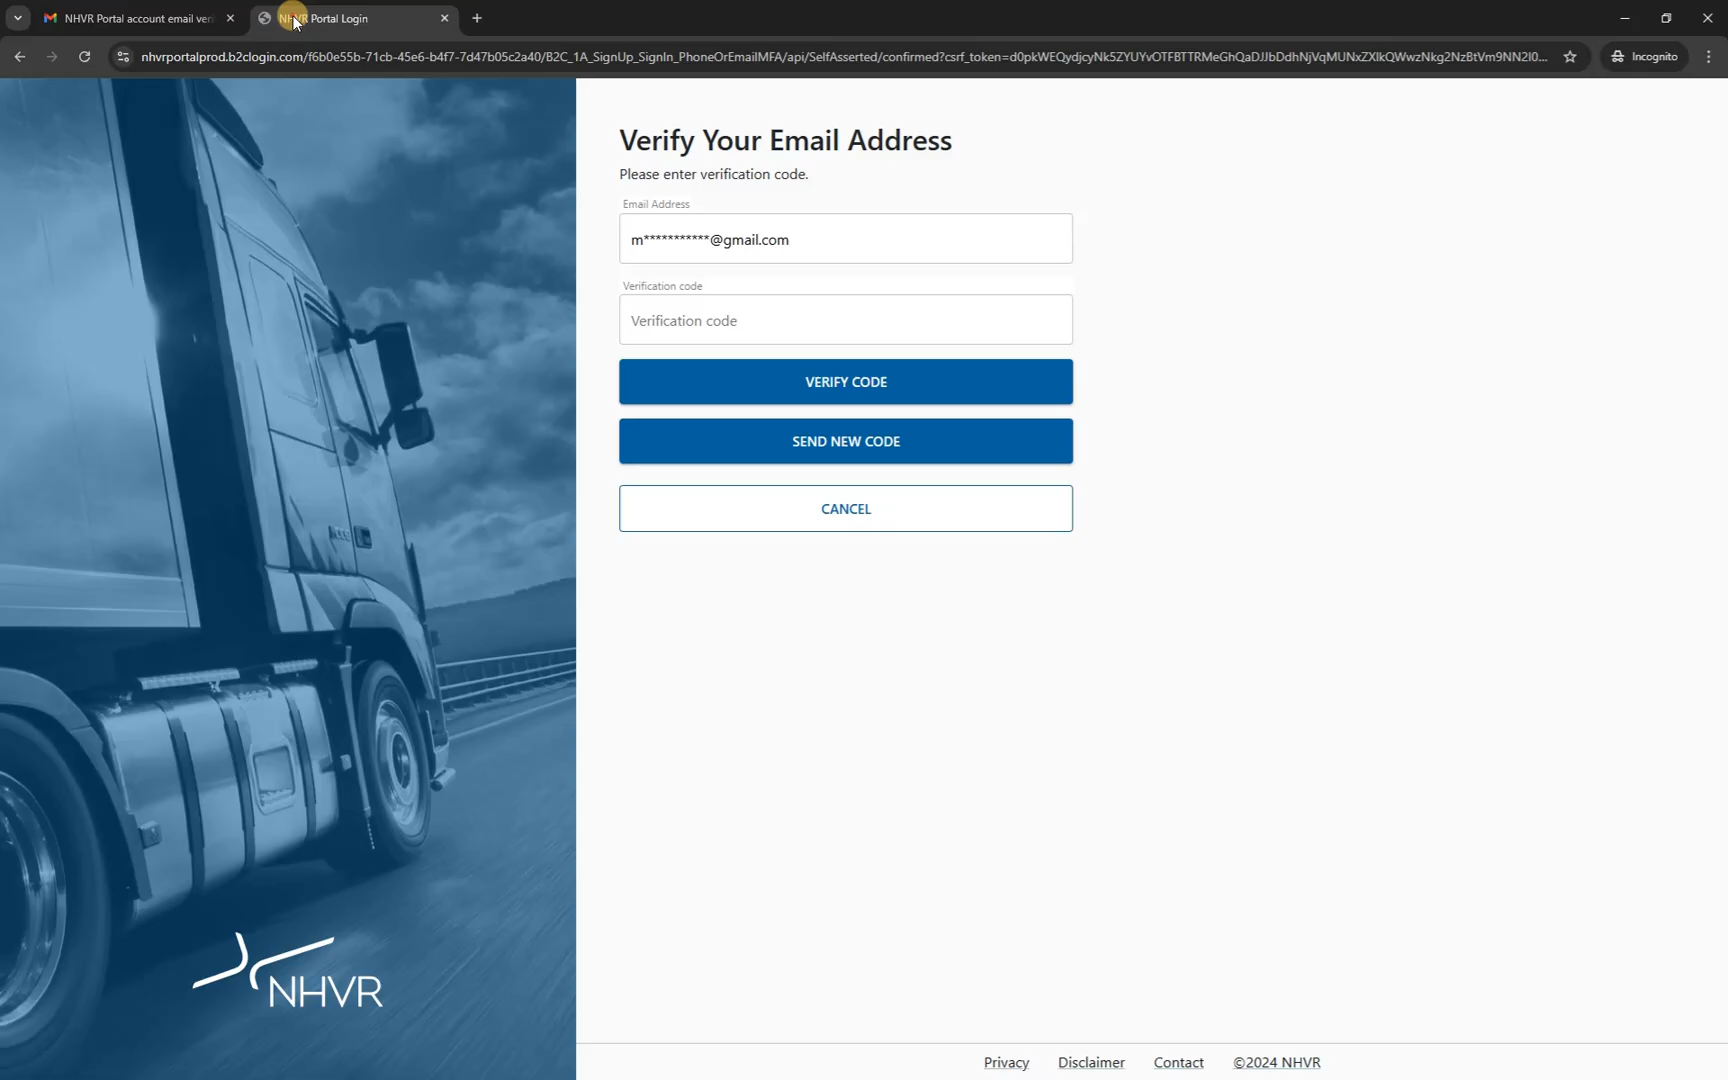 NHVR Portal account email veri
NHVR Portal Login
nhvrportalprod.b2clogin.com/f6b0e55b-71cb-45e6-b4f7-7d47b05c2a40/B2C_1A_SignUp_SignIn_PhoneOrEmailMFA/api/SelfAsserted/confirmed?csrf_token=d0pkWEQydjcyNk5ZYUYvOTFBTTRMeGhQaDJJbDdhNjVqMUNxZXlkQWwzNkg2NzBtVm9NN2I0...
Incognito
Verify Your Email Address
Please enter verification code.
Email Address
m***********@gmail.com
Verification code
Verification code
VERIFY CODE
SEND NEW CODE
CANCEL
NHVR
Privacy
Disclaimer
Contact
©2024 NHVR